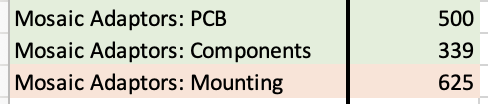 Mosaic Adaptors: PCB 500
Mosaic Adaptors: Components 339
Mosaic Adaptors: Mounting 625